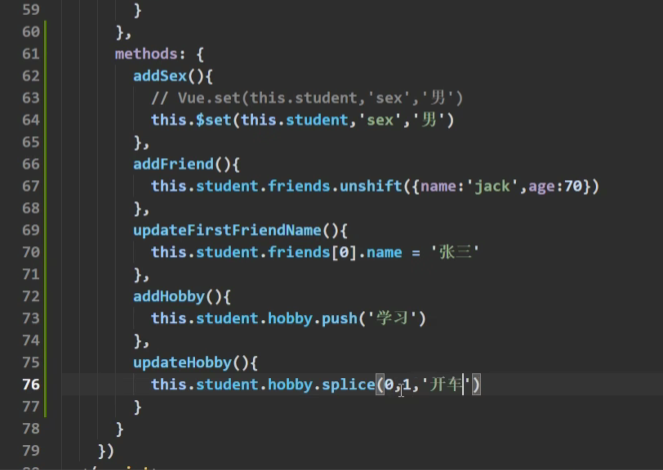 59 }
60 },
61 methods: {
62 addSex(){
63 // Vue.set(this.student,'sex','男')
64 this.$set(this.student,'sex','男')
65 },
66 addFriend(){
67 this.student.friends.unshift({name:'jack',age:70})
68 },
69 updateFirstFriendName(){
70 this.student.friends[0].name = '张三'
71 },
72 addHobby(){
73 this.student.hobby.push('学习')
74 },
75 updateHobby(){
76 this.student.hobby.splice(0,1,'开车')
77 }
78 }
79 })